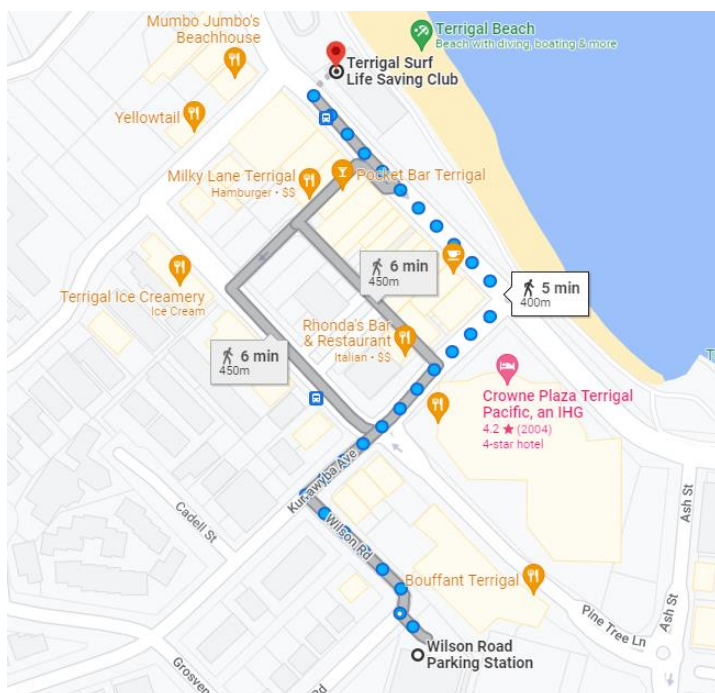 Mumbo Jumbo's
Beachhouse
Terrigal Beach
Beach with diving, boating & more
Terrigal Surf
Life Saving Club
Yellowtail
Milky Lane Terrigal
Hamburger • $$
Pocket Bar Terrigal
6 min
450m
5 min
400m
Terrigal Ice Creamery
Ice Cream
Rhonda's Bar
& Restaurant
Italian • $$
6 min
450m
Crowne Plaza Terrigal
Pacific, an IHG
4.2 ★ (2004)
4-star hotel
Kurrawyba Ave
Cadell St
Wilson Rd
Ash St
Bouffant Terrigal
Pine Tree Ln
Ash St
Wilson Road
Parking Station
Grosven
Rd
T